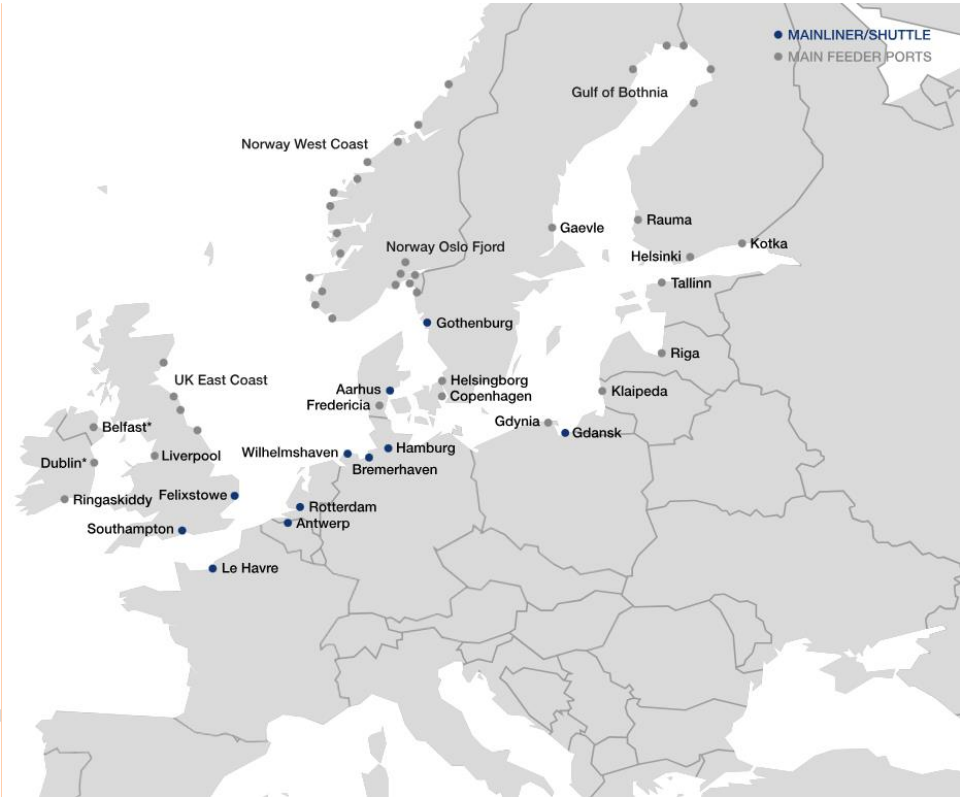 MAINLINER/SHUTTLE
MAIN FEEDER PORTS
Gulf of Bothnia
Norway West Coast
Gaevle
Rauma
Norway Oslo Fjord
Helsinki
Kotka
Tallinn
Gothenburg
Riga
UK East Coast
Aarhus
Helsingborg
Fredericia
Copenhagen
Klaipeda
Belfast*
Gdynia
Gdansk
Dublin*
Liverpool
Wilhelmshaven
Hamburg
Bremerhaven
Ringaskiddy
Felixstowe
Rotterdam
Southampton
Antwerp
Le Havre